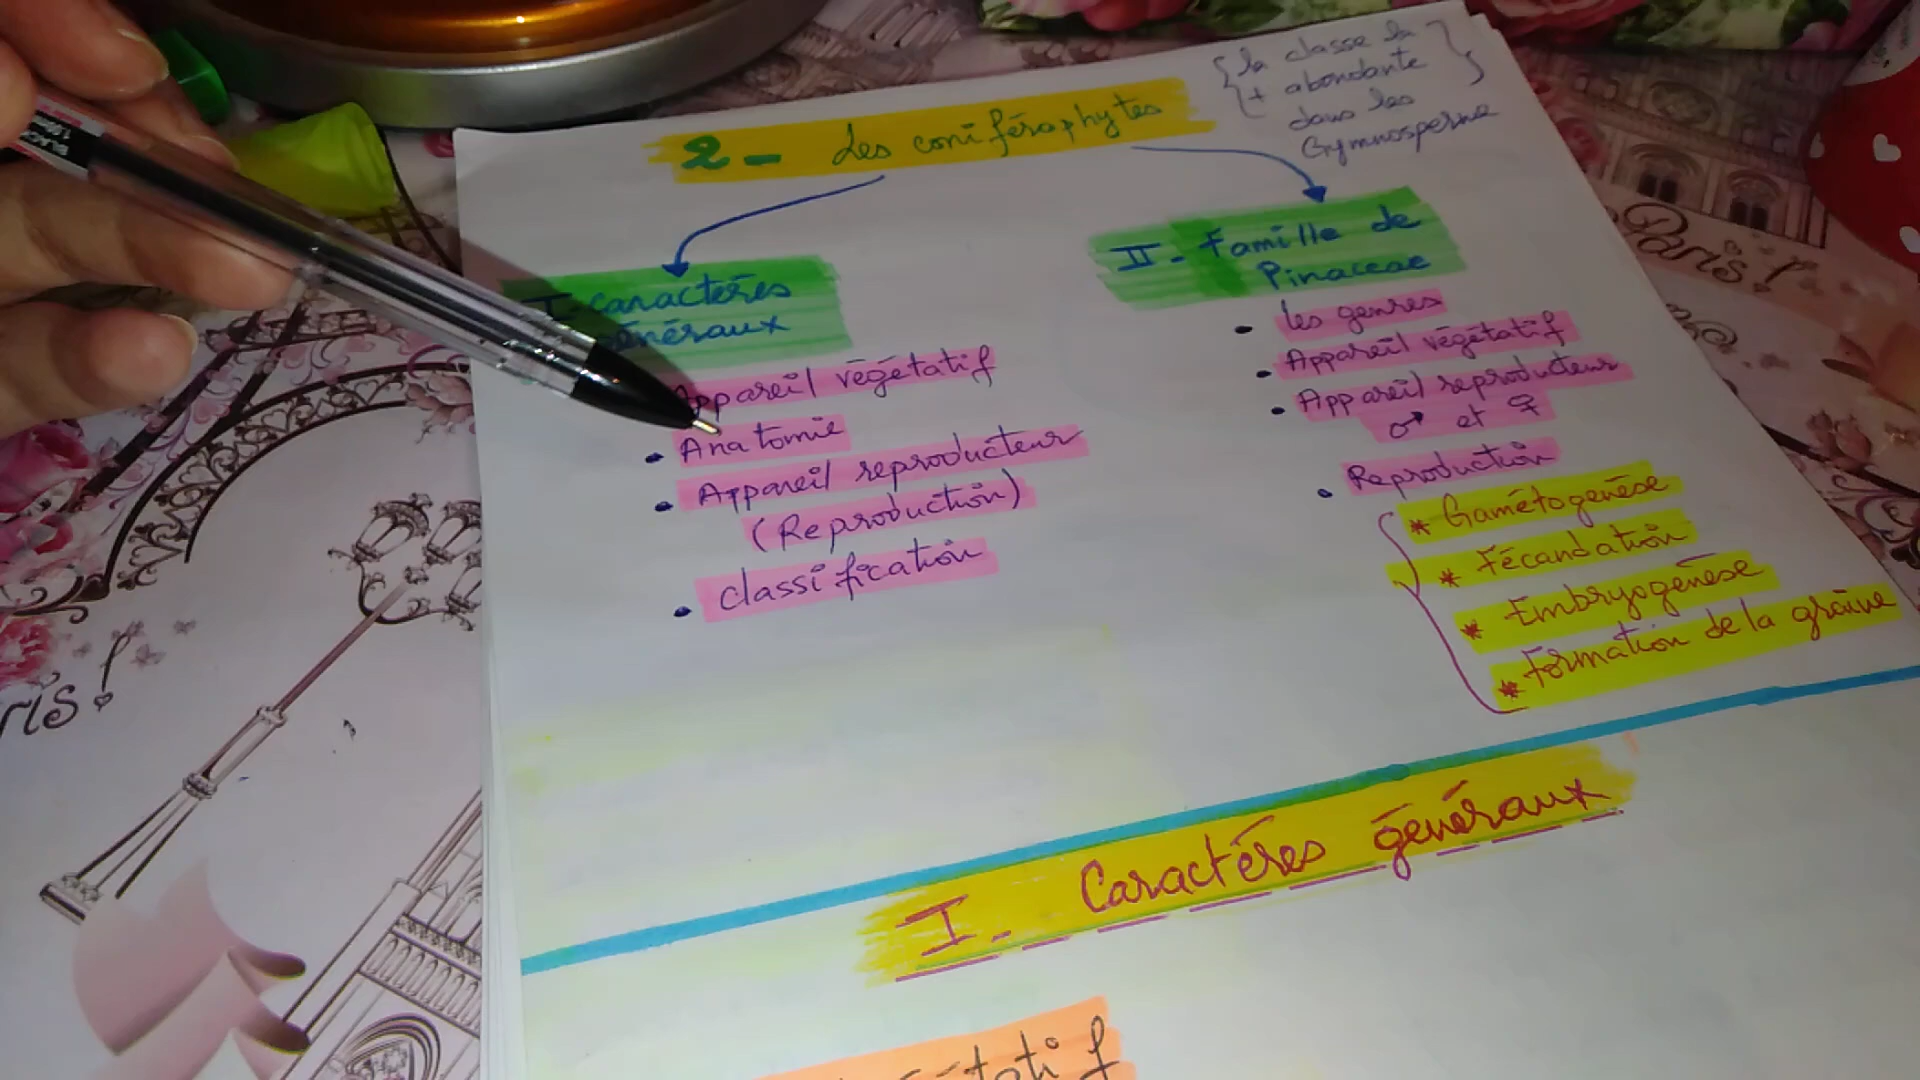 2 - Les coniférophytes
{ la classe la }
+ abondante
dans les
Gymnosperme
I- caractères
généraux
Appareil végétatif
• Anatomie
• Appareil reproducteur
(Reproduction)
• classification
II- Famille de
Pinaceae
• les genres
• Appareil végétatif
• Appareil reproducteur
♂ et ♀
• Reproduction
* Gamétogenèse
* Fécandation
* Embryogenèse
* Formation de la graine
I- Caractères généraux
Paris!